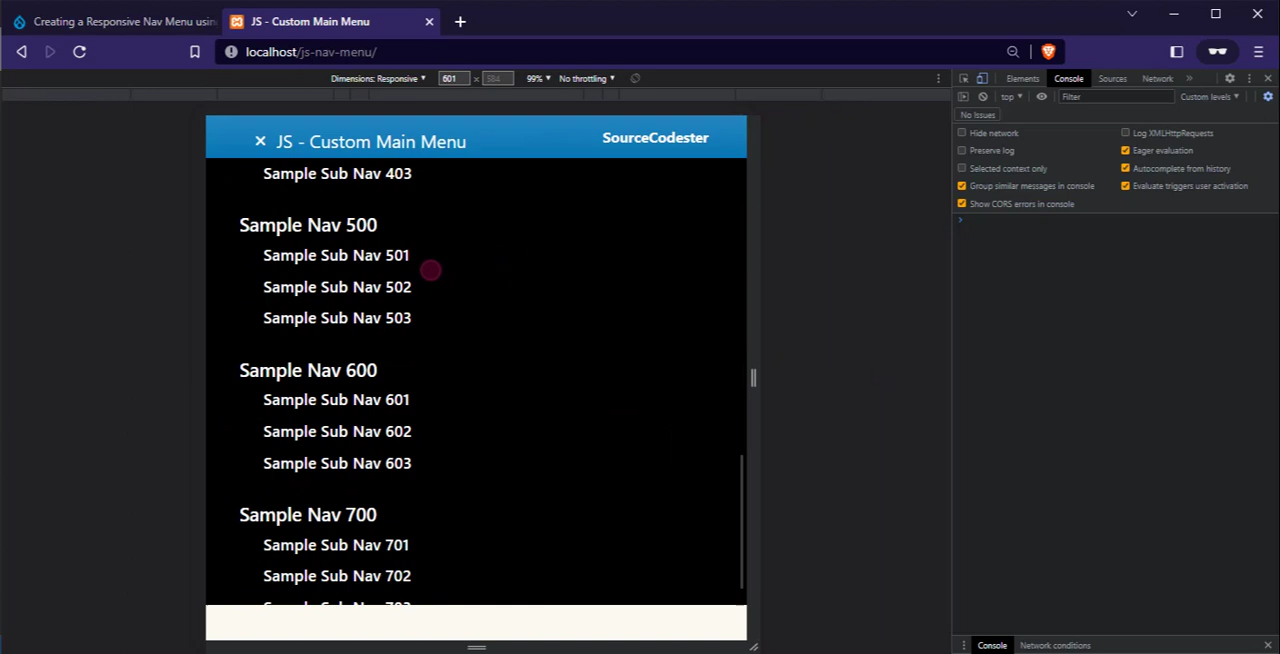 Creating a Responsive Nav Menu usin
JS - Custom Main Menu
localhost/js-nav-menu/
Dimensions: Responsive 601 × 584 99% No throttling
Elements Console Sources Network »
top Filter Custom levels
No Issues
Hide network Log XMLHttpRequests
Preserve log Eager evaluation
Selected context only Autocomplete from history
Group similar messages in console Evaluate triggers user activation
Show CORS errors in console
× JS - Custom Main Menu SourceCodester
Sample Sub Nav 403
Sample Nav 500
Sample Sub Nav 501
Sample Sub Nav 502
Sample Sub Nav 503
Sample Nav 600
Sample Sub Nav 601
Sample Sub Nav 602
Sample Sub Nav 603
Sample Nav 700
Sample Sub Nav 701
Sample Sub Nav 702
Sample Sub Nav 703
Console Network conditions